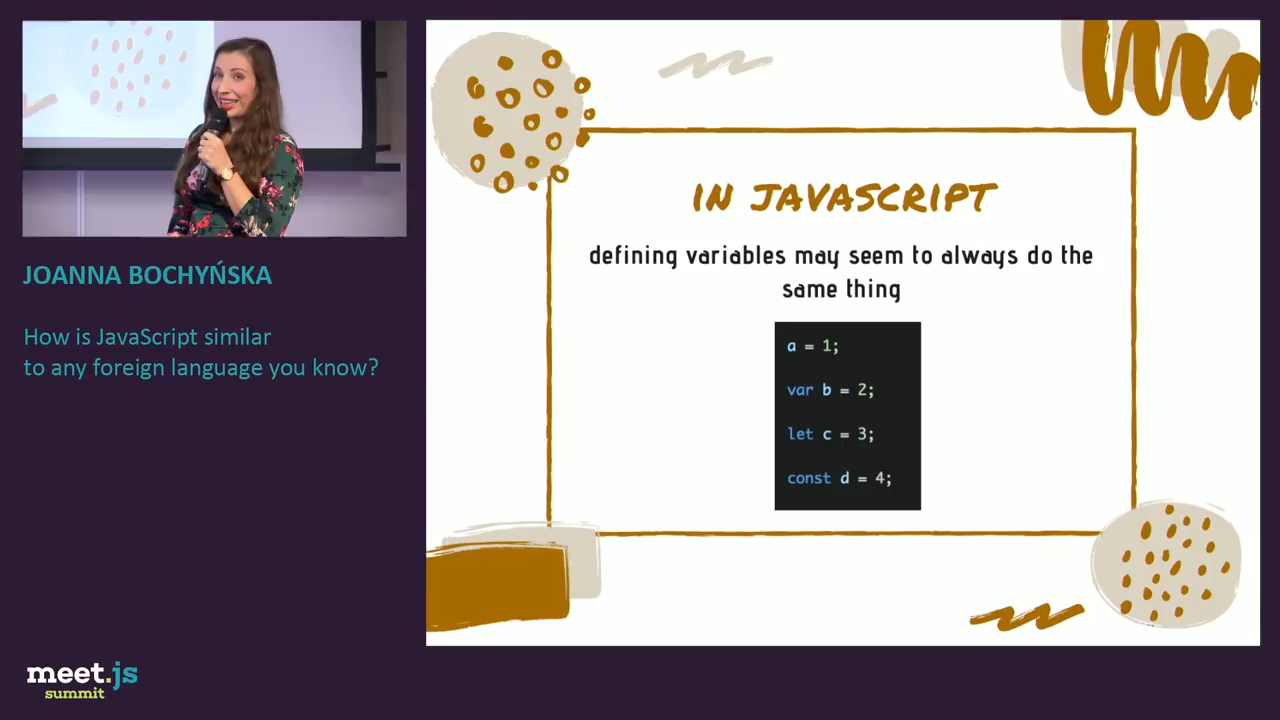 JOANNA BOCHYŃSKA
How is JavaScript similar
to any foreign language you know?
meet.js
summit
IN JAVASCRIPT
defining variables may seem to always do the
same thing
a = 1;
var b = 2;
let c = 3;
const d = 4;